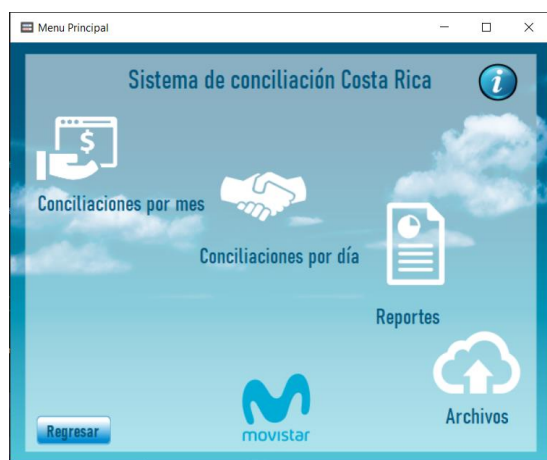 Menu Principal
Sistema de conciliación Costa Rica
i
$
Conciliaciones por mes
Conciliaciones por día
Reportes
Archivos
Regresar
movistar